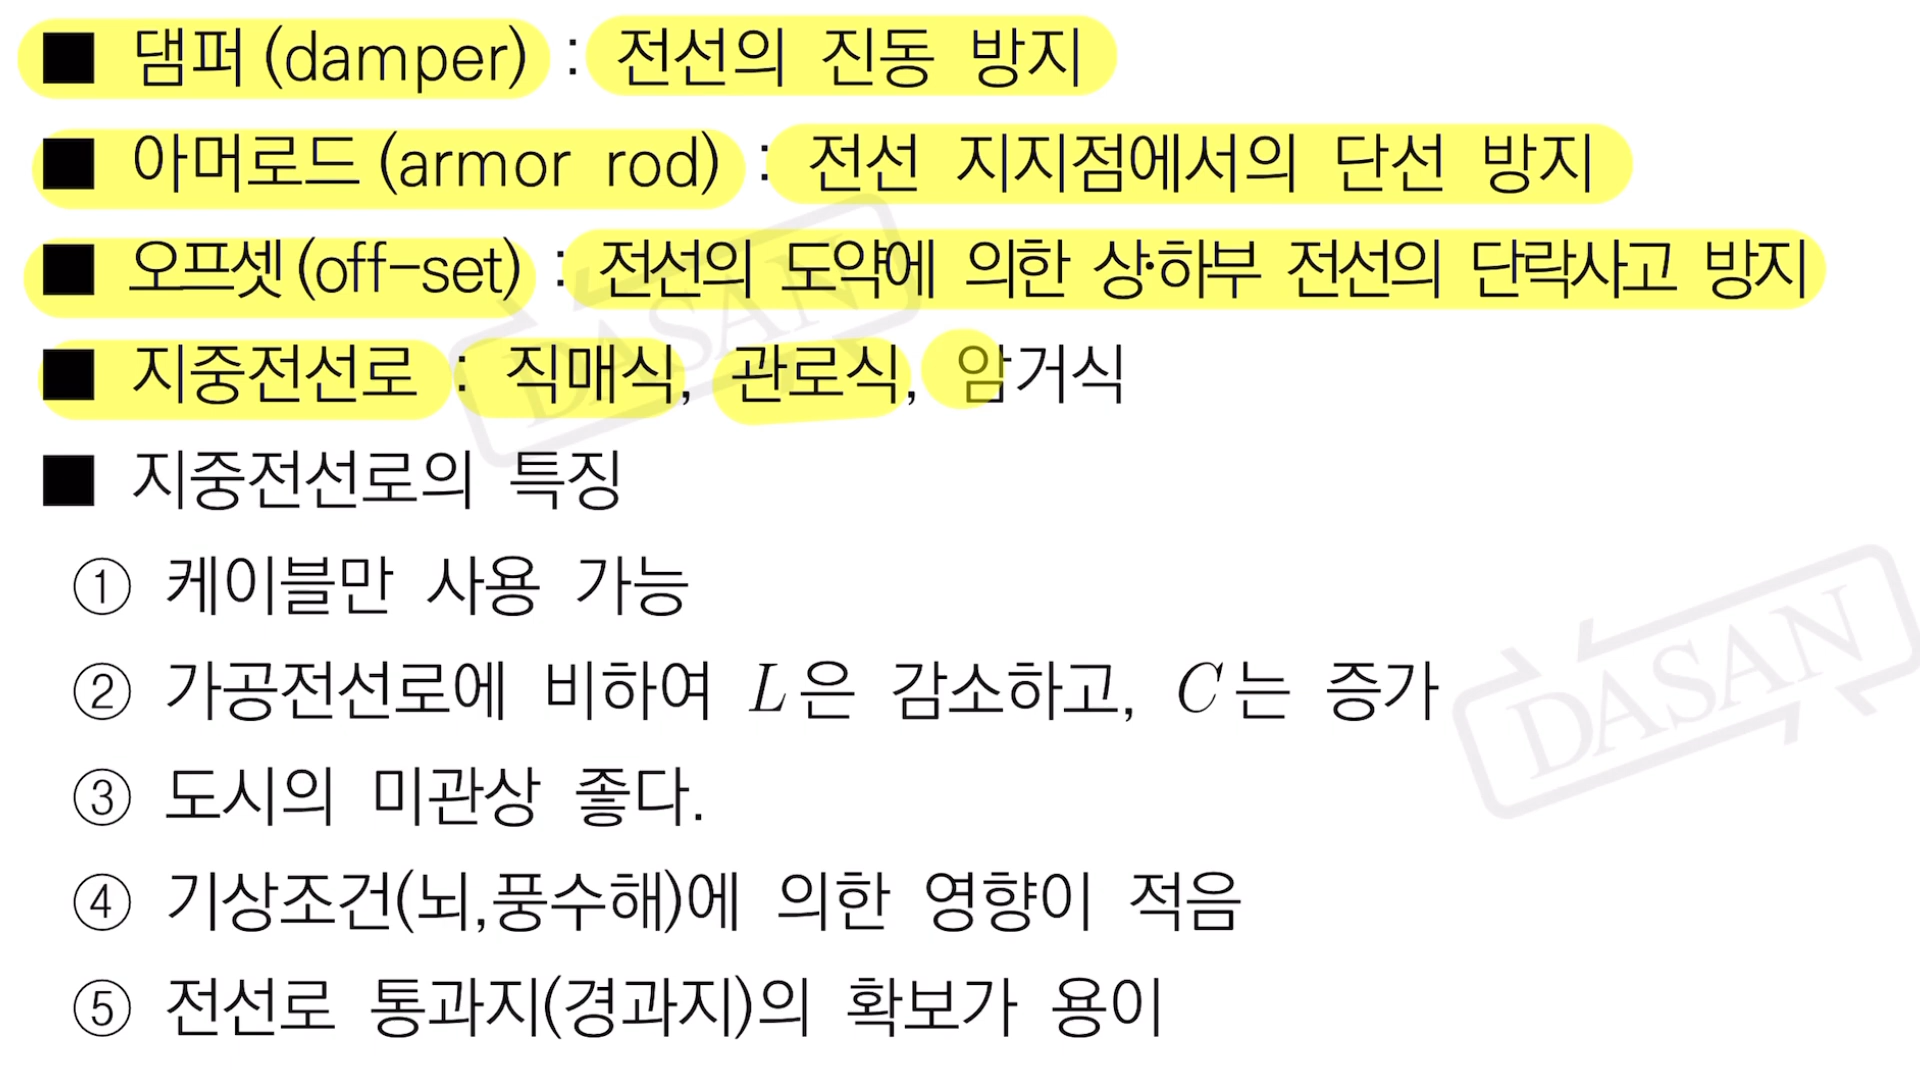 ■ 댐퍼(damper) : 전선의 진동 방지
■ 아머로드(armor rod) : 전선 지지점에서의 단선 방지
■ 오프셋(off-set) : 전선의 도약에 의한 상·하부 전선의 단락사고 방지
■ 지중전선로 : 직매식, 관로식, 암거식
■ 지중전선로의 특징
① 케이블만 사용 가능
② 가공전선로에 비하여 L은 감소하고, C는 증가
③ 도시의 미관상 좋다.
④ 기상조건(뇌,풍수해)에 의한 영향이 적음
⑤ 전선로 통과지(경과지)의 확보가 용이
DASAN
DASAN